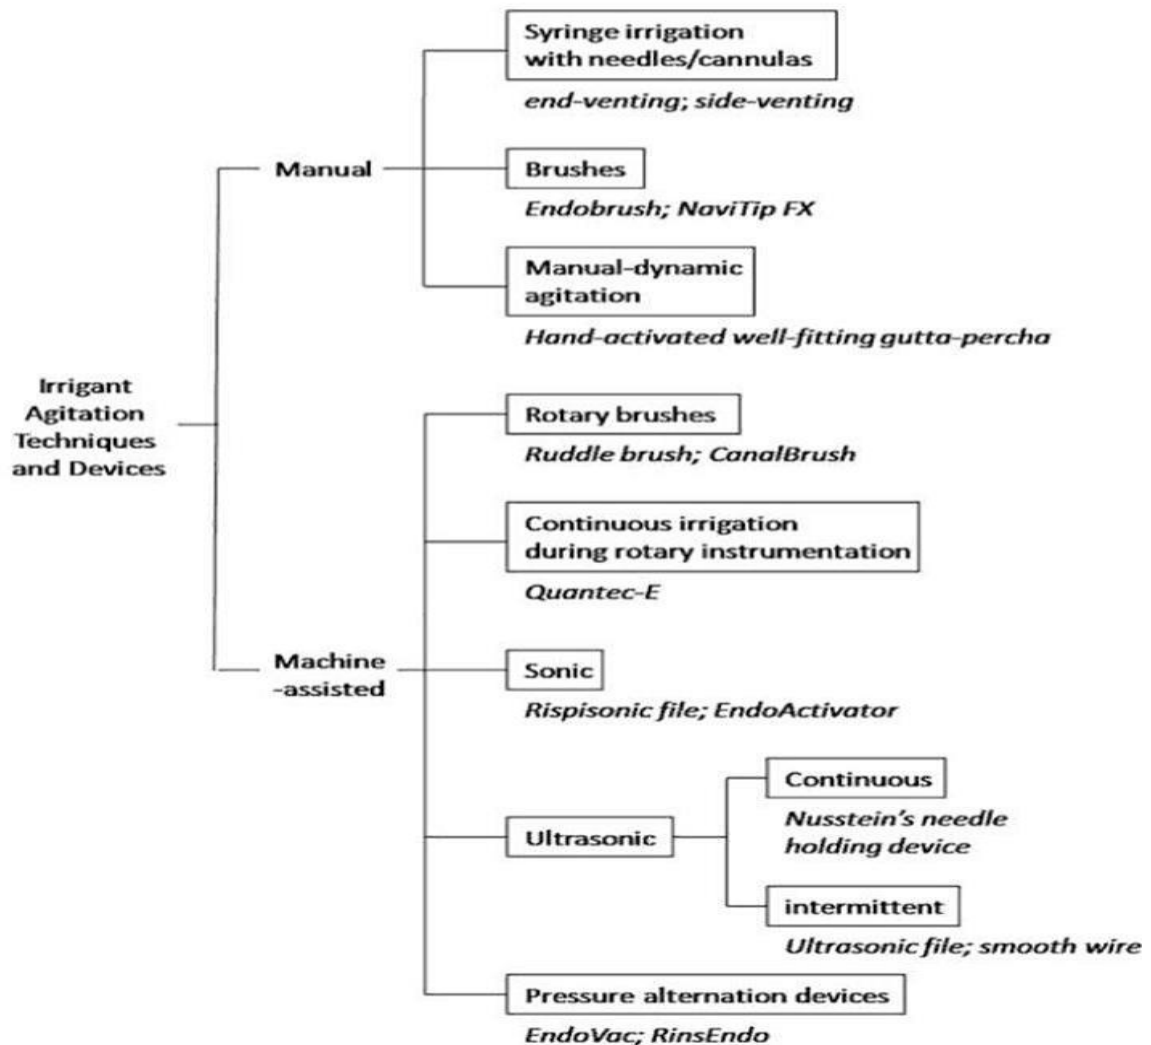 Irrigant
Agitation
Techniques
and Devices
Manual
Syringe irrigation
with needles/cannulas
end-venting; side-venting
Brushes
Endobrush; NaviTip FX
Manual-dynamic
agitation
Hand-activated well-fitting gutta-percha
Machine
-assisted
Rotary brushes
Ruddle brush; CanalBrush
Continuous irrigation
during rotary instrumentation
Quantec-E
Sonic
Rispisonic file; EndoActivator
Ultrasonic
Continuous
Nusstein's needle
holding device
intermittent
Ultrasonic file; smooth wire
Pressure alternation devices
EndoVac; RinsEndo